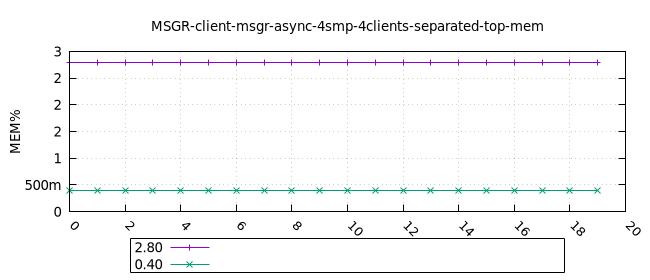 MSGR-client-msgr-async-4smp-4clients-separated-top-mem
3
2
2
2
1
500m
0
MEM%
0 2 4 6 8 10 12 14 16 18 20
2.80
0.40